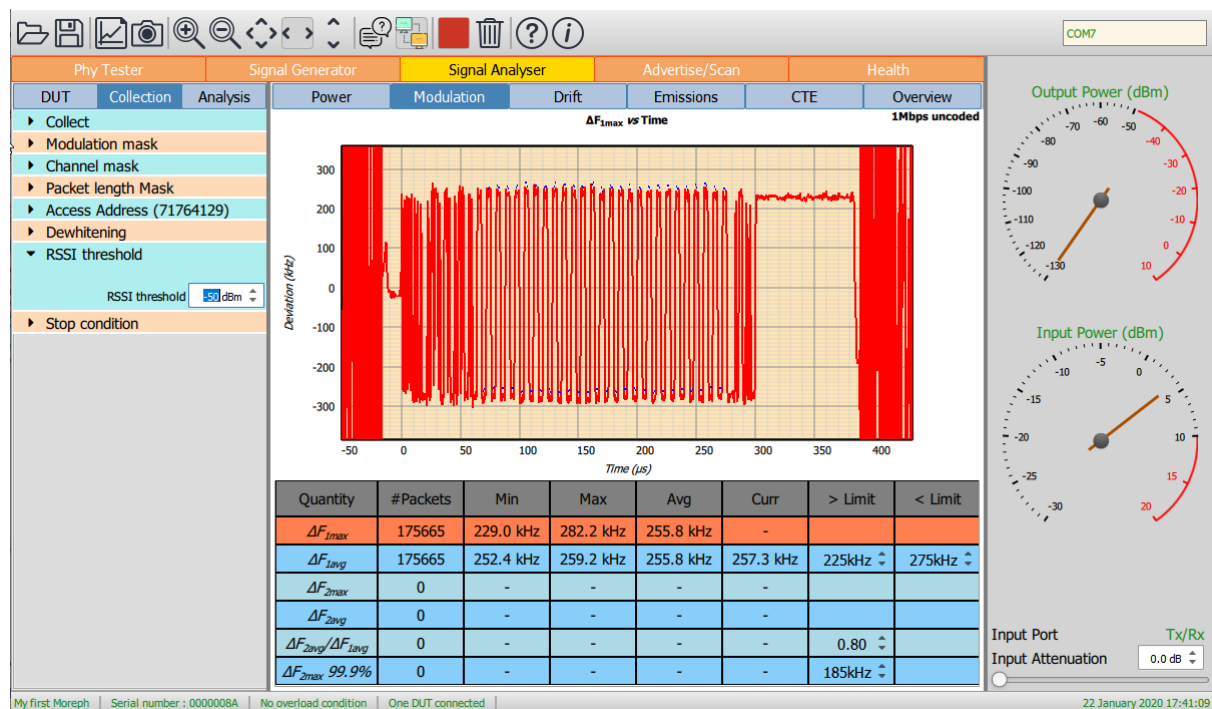 COM7
Phy Tester Signal Generator Signal Analyser Advertise/Scan Health
DUT Collection Analysis
Collect
Modulation mask
Channel mask
Packet length Mask
Access Address (71764129)
Dewhitening
RSSI threshold
RSSI threshold -50 dBm
Stop condition
Power Modulation Drift Emissions CTE Overview
ΔF1max vs Time
1Mbps uncoded
Deviation (kHz)
300
200
100
0
-100
-200
-300
-50 0 50 100 150 200 250 300 350 400
Time (μs)
Quantity #Packets Min Max Avg Curr > Limit < Limit
ΔF1max 175665 229.0 kHz 282.2 kHz 255.8 kHz -
ΔF1avg 175665 252.4 kHz 259.2 kHz 255.8 kHz 257.3 kHz 225kHz 275kHz
ΔF2max 0 - - - -
ΔF2avg 0 - - - -
ΔF2avg/ΔF1avg 0 - - - - 0.80
ΔF2max 99.9% 0 - - - - 185kHz
Output Power (dBm)
-130 -120 -110 -100 -90 -80 -70 -60 -50 -40 -30 -20 -10 0 10
Input Power (dBm)
-30 -25 -20 -15 -10 -5 0 5 10 15 20
Input Port Tx/Rx
Input Attenuation 0.0 dB
My first Moreph Serial number : 0000008A No overload condition One DUT connected 22 January 2020 17:41:09